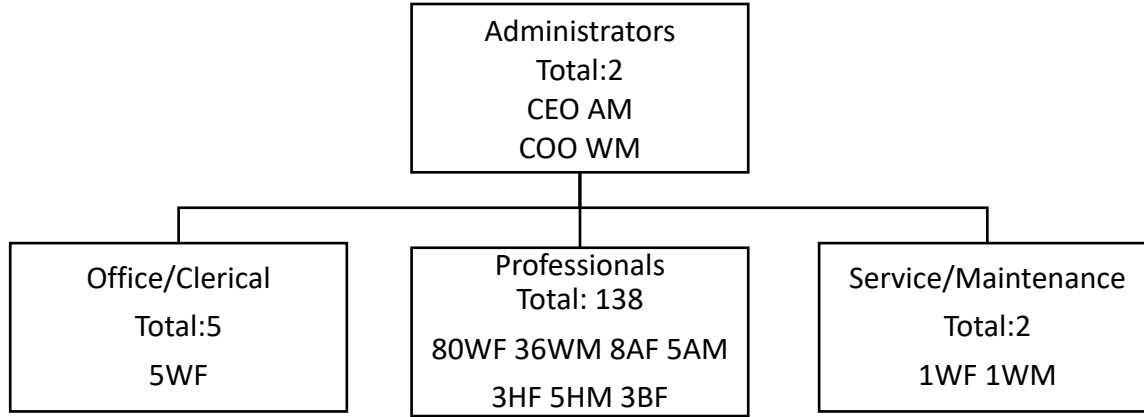 Administrators
Total:2
CEO AM
COO WM
Office/Clerical
Total:5
5WF
Professionals
Total: 138
80WF 36WM 8AF 5AM
3HF 5HM 3BF
Service/Maintenance
Total:2
1WF 1WM